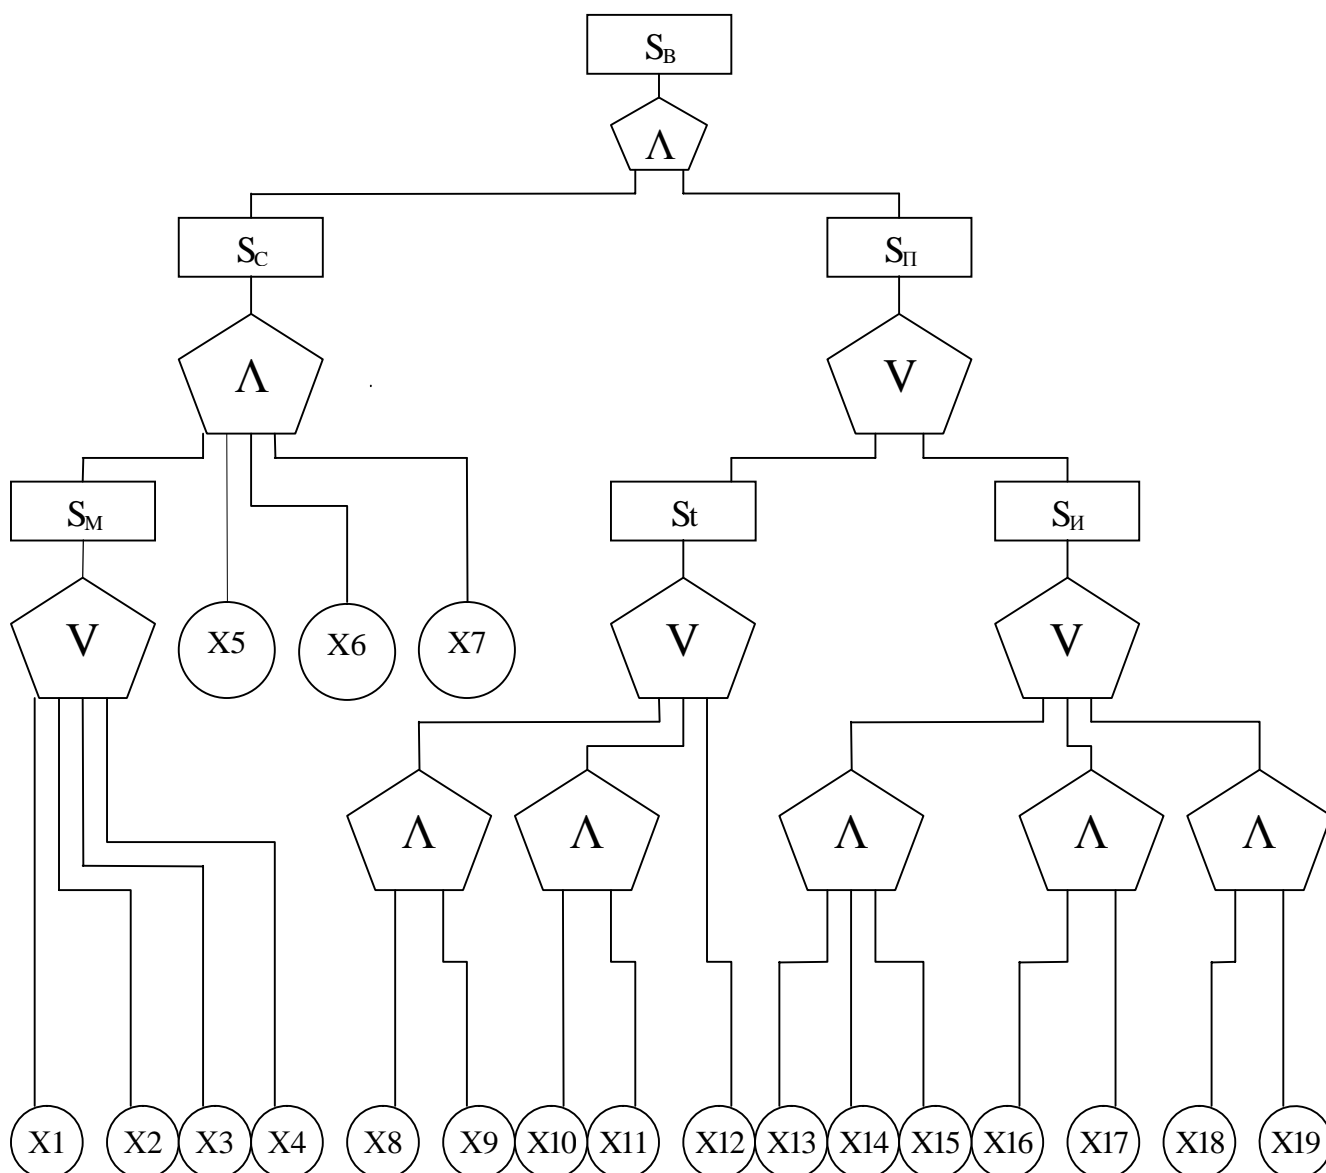 Sв
Λ
SС SП
Λ V
SМ St SИ
V X5 X6 X7 V V
Λ Λ Λ Λ Λ
X1 X2 X3 X4 X8 X9 X10 X11 X12 X13 X14 X15 X16 X17 X18 X19